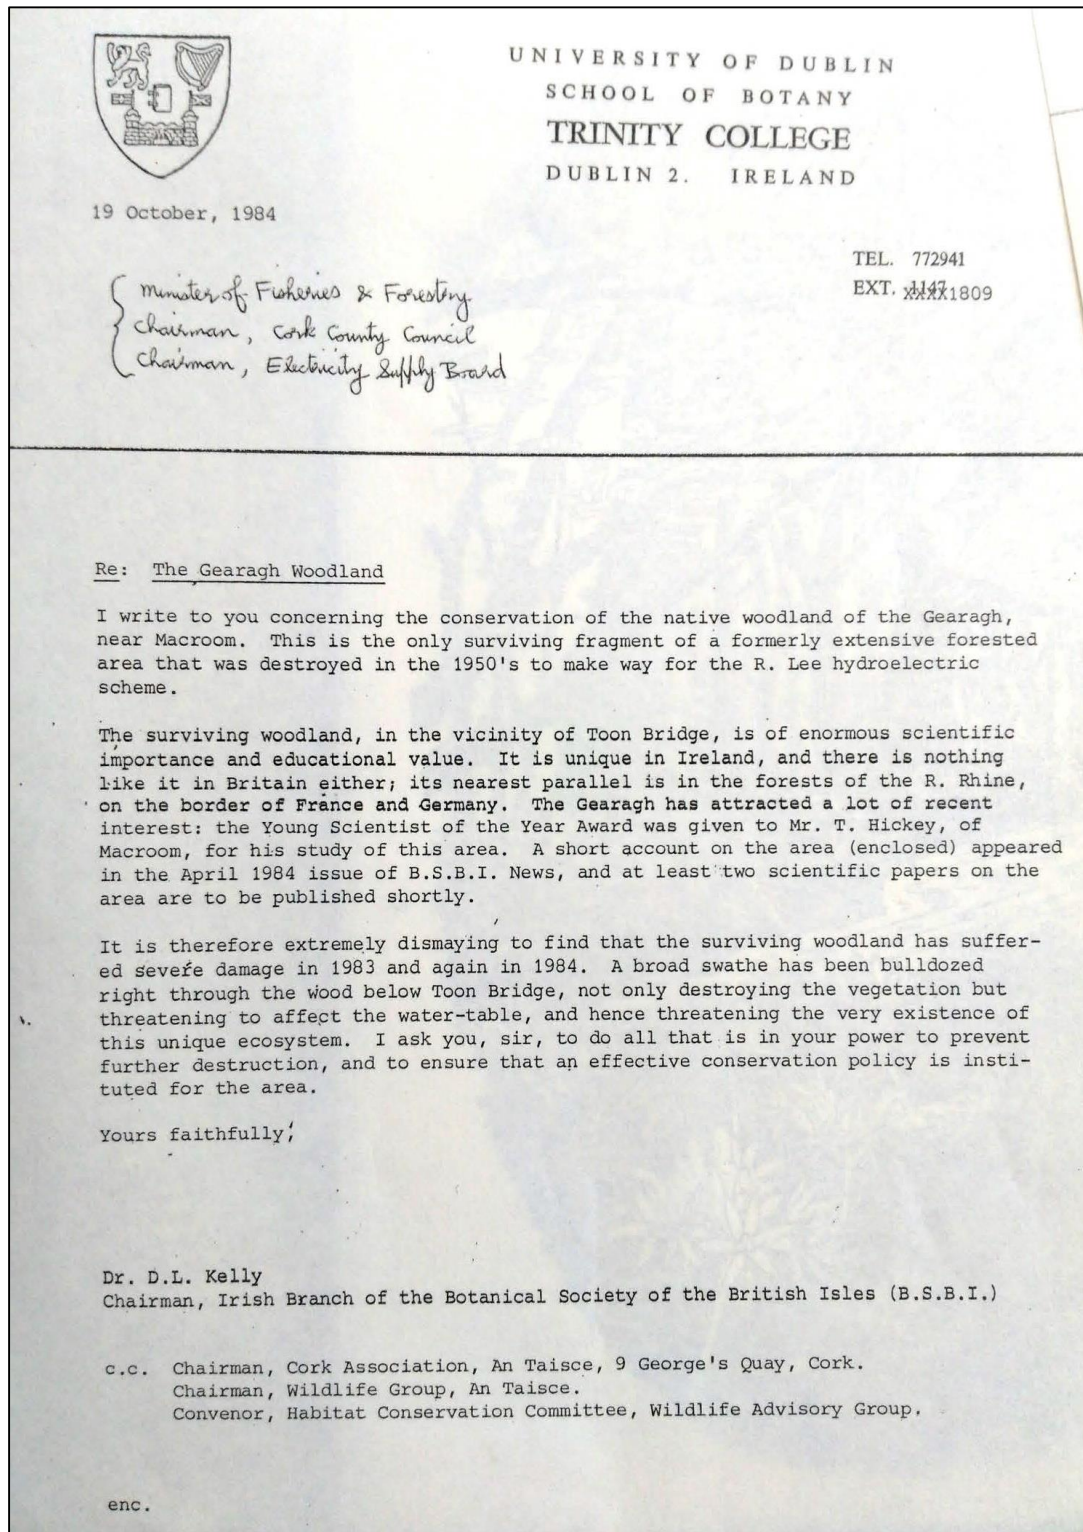 UNIVERSITY OF DUBLIN
SCHOOL OF BOTANY
TRINITY COLLEGE
DUBLIN 2. IRELAND
19 October, 1984
TEL. 772941
EXT. 1147 1809
Minister of Fisheries & Forestry
Chairman, Cork County Council
Chairman, Electricity Supply Board
Re: The Gearagh Woodland
I write to you concerning the conservation of the native woodland of the Gearagh,
near Macroom. This is the only surviving fragment of a formerly extensive forested
area that was destroyed in the 1950's to make way for the R. Lee hydroelectric
scheme.
The surviving woodland, in the vicinity of Toon Bridge, is of enormous scientific
importance and educational value. It is unique in Ireland, and there is nothing
like it in Britain either; its nearest parallel is in the forests of the R. Rhine,
on the border of France and Germany. The Gearagh has attracted a lot of recent
interest: the Young Scientist of the Year Award was given to Mr. T. Hickey, of
Macroom, for his study of this area. A short account on the area (enclosed) appeared
in the April 1984 issue of B.S.B.I. News, and at least two scientific papers on the
area are to be published shortly.
It is therefore extremely dismaying to find that the surviving woodland has suffer-
ed severe damage in 1983 and again in 1984. A broad swathe has been bulldozed
right through the wood below Toon Bridge, not only destroying the vegetation but
threatening to affect the water-table, and hence threatening the very existence of
this unique ecosystem. I ask you, sir, to do all that is in your power to prevent
further destruction, and to ensure that an effective conservation policy is insti-
tuted for the area.
Yours faithfully,
Dr. D.L. Kelly
Chairman, Irish Branch of the Botanical Society of the British Isles (B.S.B.I.)
c.c. Chairman, Cork Association, An Taisce, 9 George's Quay, Cork.
Chairman, Wildlife Group, An Taisce.
Convenor, Habitat Conservation Committee, Wildlife Advisory Group.
enc.